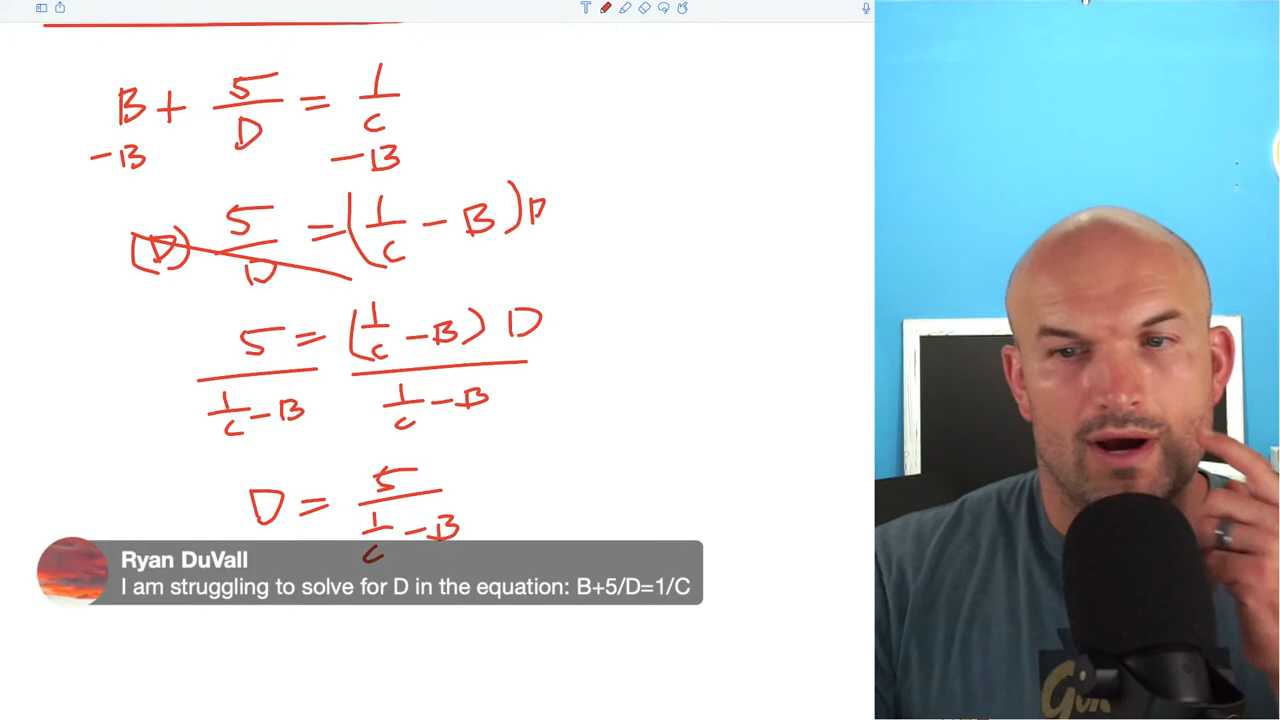 B + 5/D = 1/C
-B -B
(D) 5/D = (1/C - B) D
5 = (1/C - B) D
1/C - B 1/C - B
D = 5/(1/C - B)
Ryan DuVall
I am struggling to solve for D in the equation: B+5/D=1/C